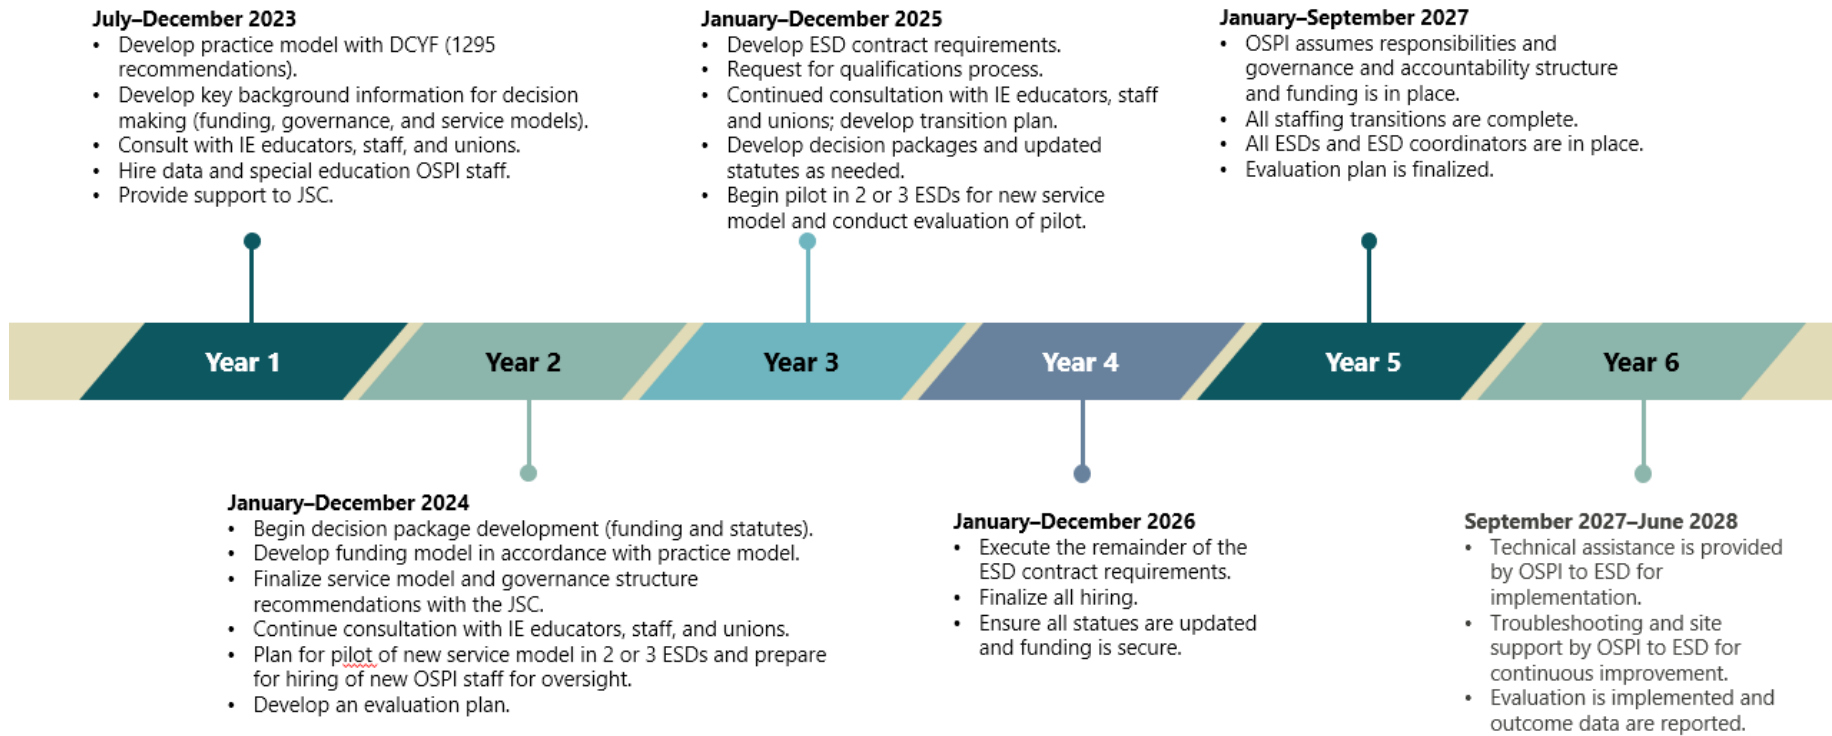 July–December 2023
• Develop practice model with DCYF (1295
recommendations).
• Develop key background information for decision
making (funding, governance, and service models).
• Consult with IE educators, staff, and unions.
• Hire data and special education OSPI staff.
• Provide support to JSC.
January–December 2025
• Develop ESD contract requirements.
• Request for qualifications process.
• Continued consultation with IE educators, staff
and unions; develop transition plan.
• Develop decision packages and updated
statutes as needed.
• Begin pilot in 2 or 3 ESDs for new service
model and conduct evaluation of pilot.
January–September 2027
• OSPI assumes responsibilities and
governance and accountability structure
and funding is in place.
• All staffing transitions are complete.
• All ESDs and ESD coordinators are in place.
• Evaluation plan is finalized.
Year 1
Year 2
Year 3
Year 4
Year 5
Year 6
January–December 2024
• Begin decision package development (funding and statutes).
• Develop funding model in accordance with practice model.
• Finalize service model and governance structure
recommendations with the JSC.
• Continue consultation with IE educators, staff, and unions.
• Plan for pilot of new service model in 2 or 3 ESDs and prepare
for hiring of new OSPI staff for oversight.
• Develop an evaluation plan.
January–December 2026
• Execute the remainder of the
ESD contract requirements.
• Finalize all hiring.
• Ensure all statues are updated
and funding is secure.
September 2027–June 2028
• Technical assistance is provided
by OSPI to ESD for
implementation.
• Troubleshooting and site
support by OSPI to ESD for
continuous improvement.
• Evaluation is implemented and
outcome data are reported.